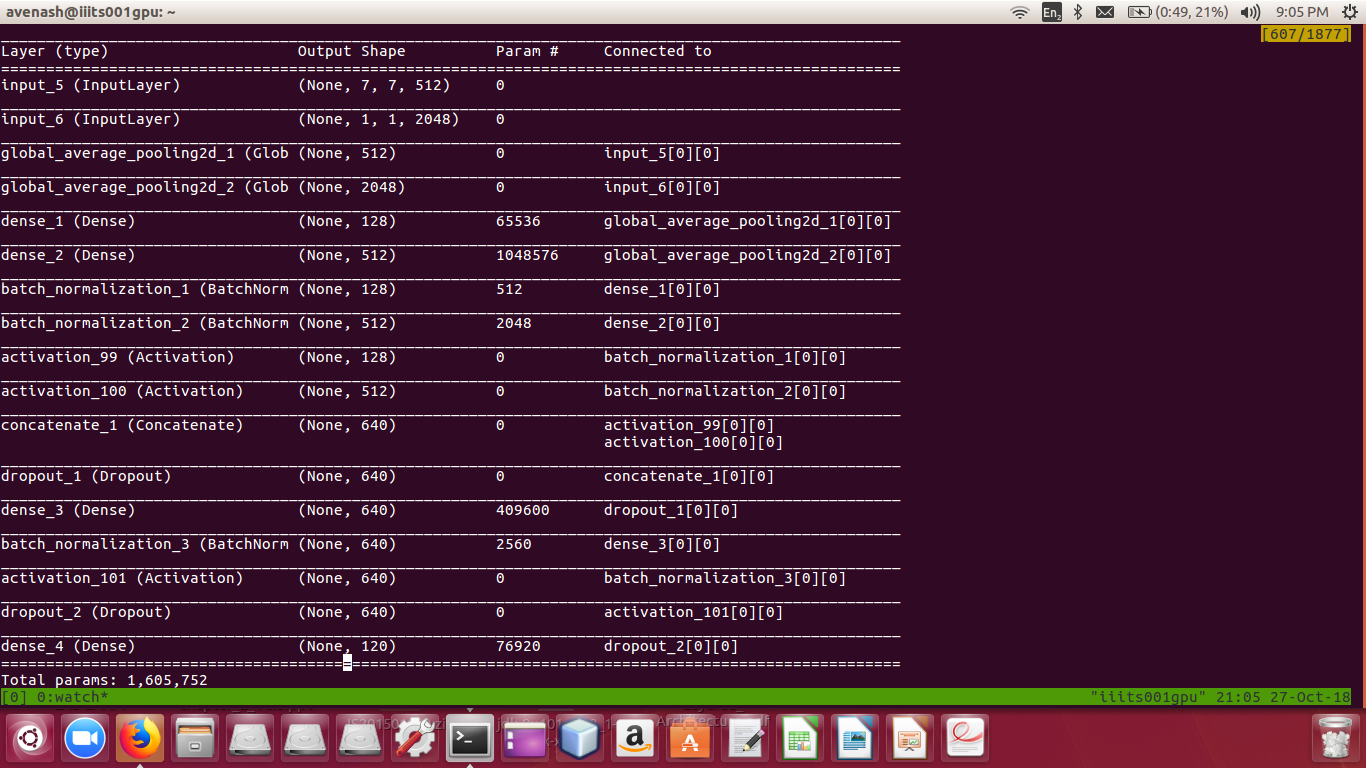 avenash@iiits001gpu: ~
En2
(0:49, 21%)
9:05 PM
[607/1877]
Layer (type) Output Shape Param # Connected to
input_5 (InputLayer) (None, 7, 7, 512) 0
input_6 (InputLayer) (None, 1, 1, 2048) 0
global_average_pooling2d_1 (Glob (None, 512) 0 input_5[0][0]
global_average_pooling2d_2 (Glob (None, 2048) 0 input_6[0][0]
dense_1 (Dense) (None, 128) 65536 global_average_pooling2d_1[0][0]
dense_2 (Dense) (None, 512) 1048576 global_average_pooling2d_2[0][0]
batch_normalization_1 (BatchNorm (None, 128) 512 dense_1[0][0]
batch_normalization_2 (BatchNorm (None, 512) 2048 dense_2[0][0]
activation_99 (Activation) (None, 128) 0 batch_normalization_1[0][0]
activation_100 (Activation) (None, 512) 0 batch_normalization_2[0][0]
concatenate_1 (Concatenate) (None, 640) 0 activation_99[0][0]
activation_100[0][0]
dropout_1 (Dropout) (None, 640) 0 concatenate_1[0][0]
dense_3 (Dense) (None, 640) 409600 dropout_1[0][0]
batch_normalization_3 (BatchNorm (None, 640) 2560 dense_3[0][0]
activation_101 (Activation) (None, 640) 0 batch_normalization_3[0][0]
dropout_2 (Dropout) (None, 640) 0 activation_101[0][0]
dense_4 (Dense) (None, 120) 76920 dropout_2[0][0]
Total params: 1,605,752
[0] 0:watch* "iiits001gpu" 21:05 27-Oct-18